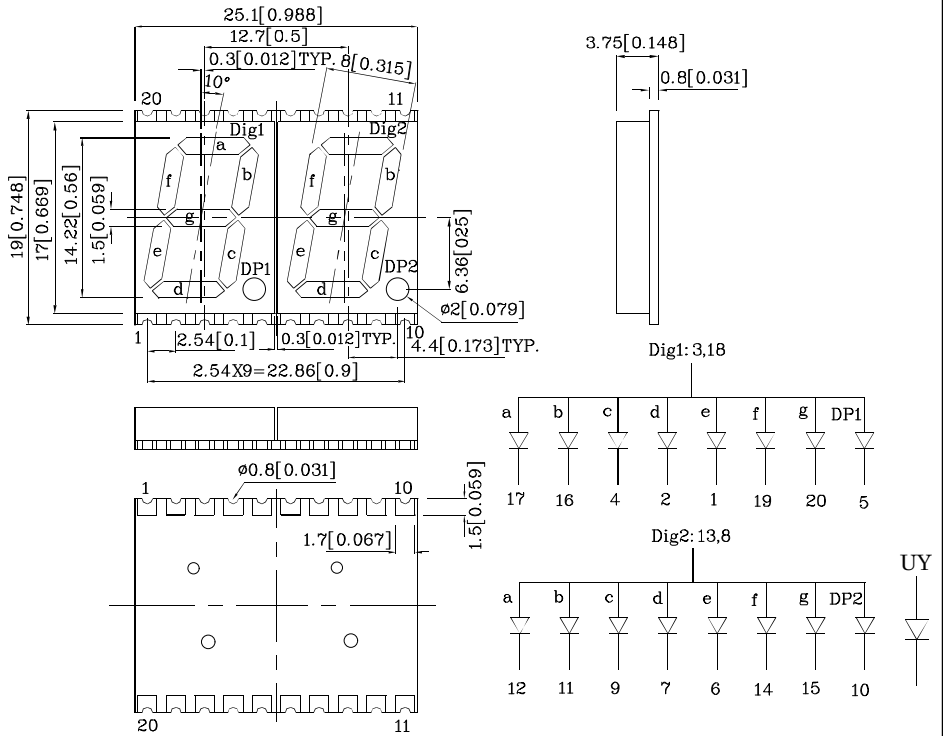 25.1[0.988]
12.7[0.5]
0.3[0.012]TYP.
8[0.315]
10°
20
11
Dig1
Dig2
a
b
c
d
e
f
g
DP1
a
b
c
d
e
f
g
DP2
19[0.748]
17[0.669]
14.22[0.56]
1.5[0.059]
6.36[025]
ø2[0.079]
1
10
2.54[0.1]
0.3[0.012]TYP.
4.4[0.173]TYP.
2.54X9=22.86[0.9]
3.75[0.148]
0.8[0.031]
1
ø0.8[0.031]
10
1.5[0.059]
1.7[0.067]
20
11
Dig1: 3,18
a b c d e f g DP1
17 16 4 2 1 19 20 5
Dig2: 13,8
UY
a b c d e f g DP2
12 11 9 7 6 14 15 10